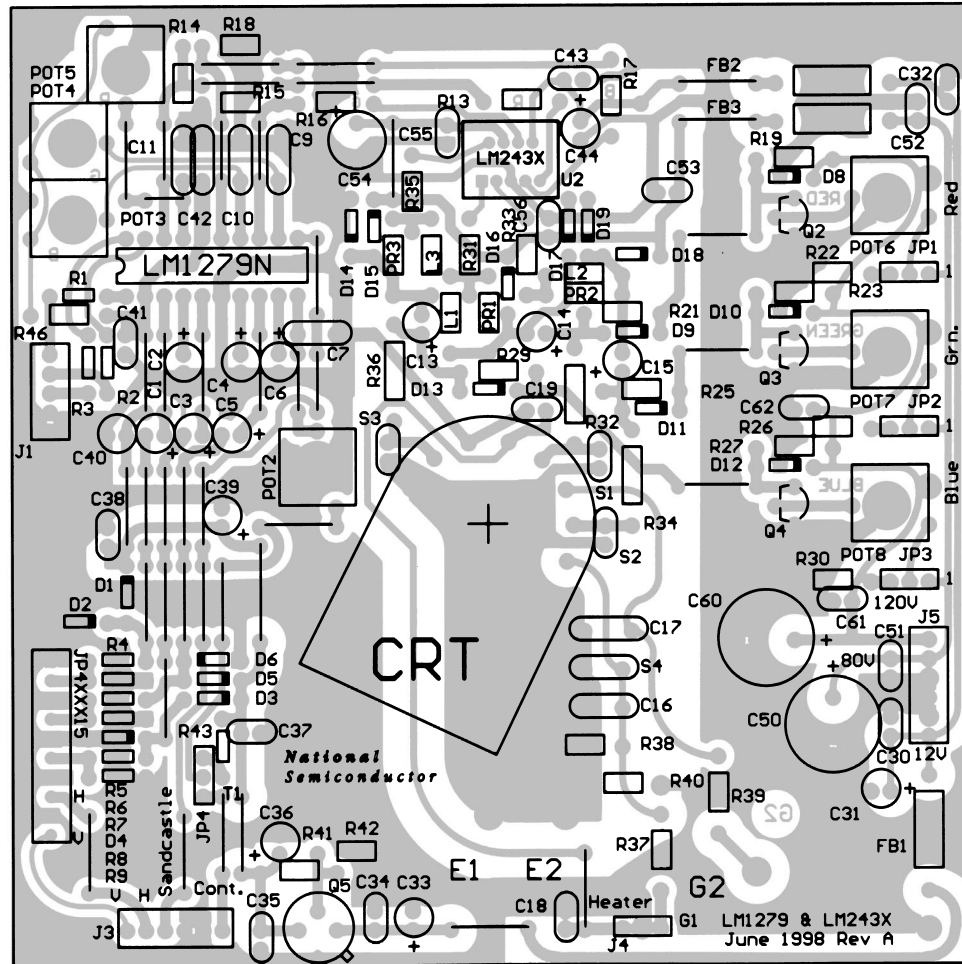 R14
R18
C43
R17
FB2
C32
POT5
POT4
R15
R16
R13
FB3
C52
C11
C9
C55
LM243X
C44
R19
C54
U2
C53
D8
RED
Red
POT3
C42
C10
R35
R33
C56
D19
Q2
D16
D17
D18
POT6
JP1
LM1279N
D14
D15
PR3
L3
R31
L2
PR2
R22
1
R1
R46
C41
L1
PR1
C14
R21
D10
R23
C7
D9
GREEN
Grn.
C13
R29
C15
C2
C1
C4
C6
R36
D13
Q3
R3
R2
C3
C5
C19
R25
C62
POT7
JP2
J1
S3
R32
D11
R26
1
C40
R27
POT2
D12
C38
C39
S1
BLUE
Blue
R34
Q4
S2
POT8
JP3
R30
1
D1
C60
120V
D2
C61
J5
R4
CRT
C17
C51
JP4XXX15
D6
D5
D3
S4
80V
C16
C50
R43
C37
R38
12V
National
Semiconductor
C30
R5
R6
R7
D4
R8
R9
H
V
T1
JP4
R40
R39
C31
Sandcastle
C36
R41
R42
R37
G2
FB1
V
H
Cont.
C35
Q5
C34
C33
E1
E2
C18
Heater
G2
J3
J4
G1
LM1279 & LM243X
June 1998 Rev A